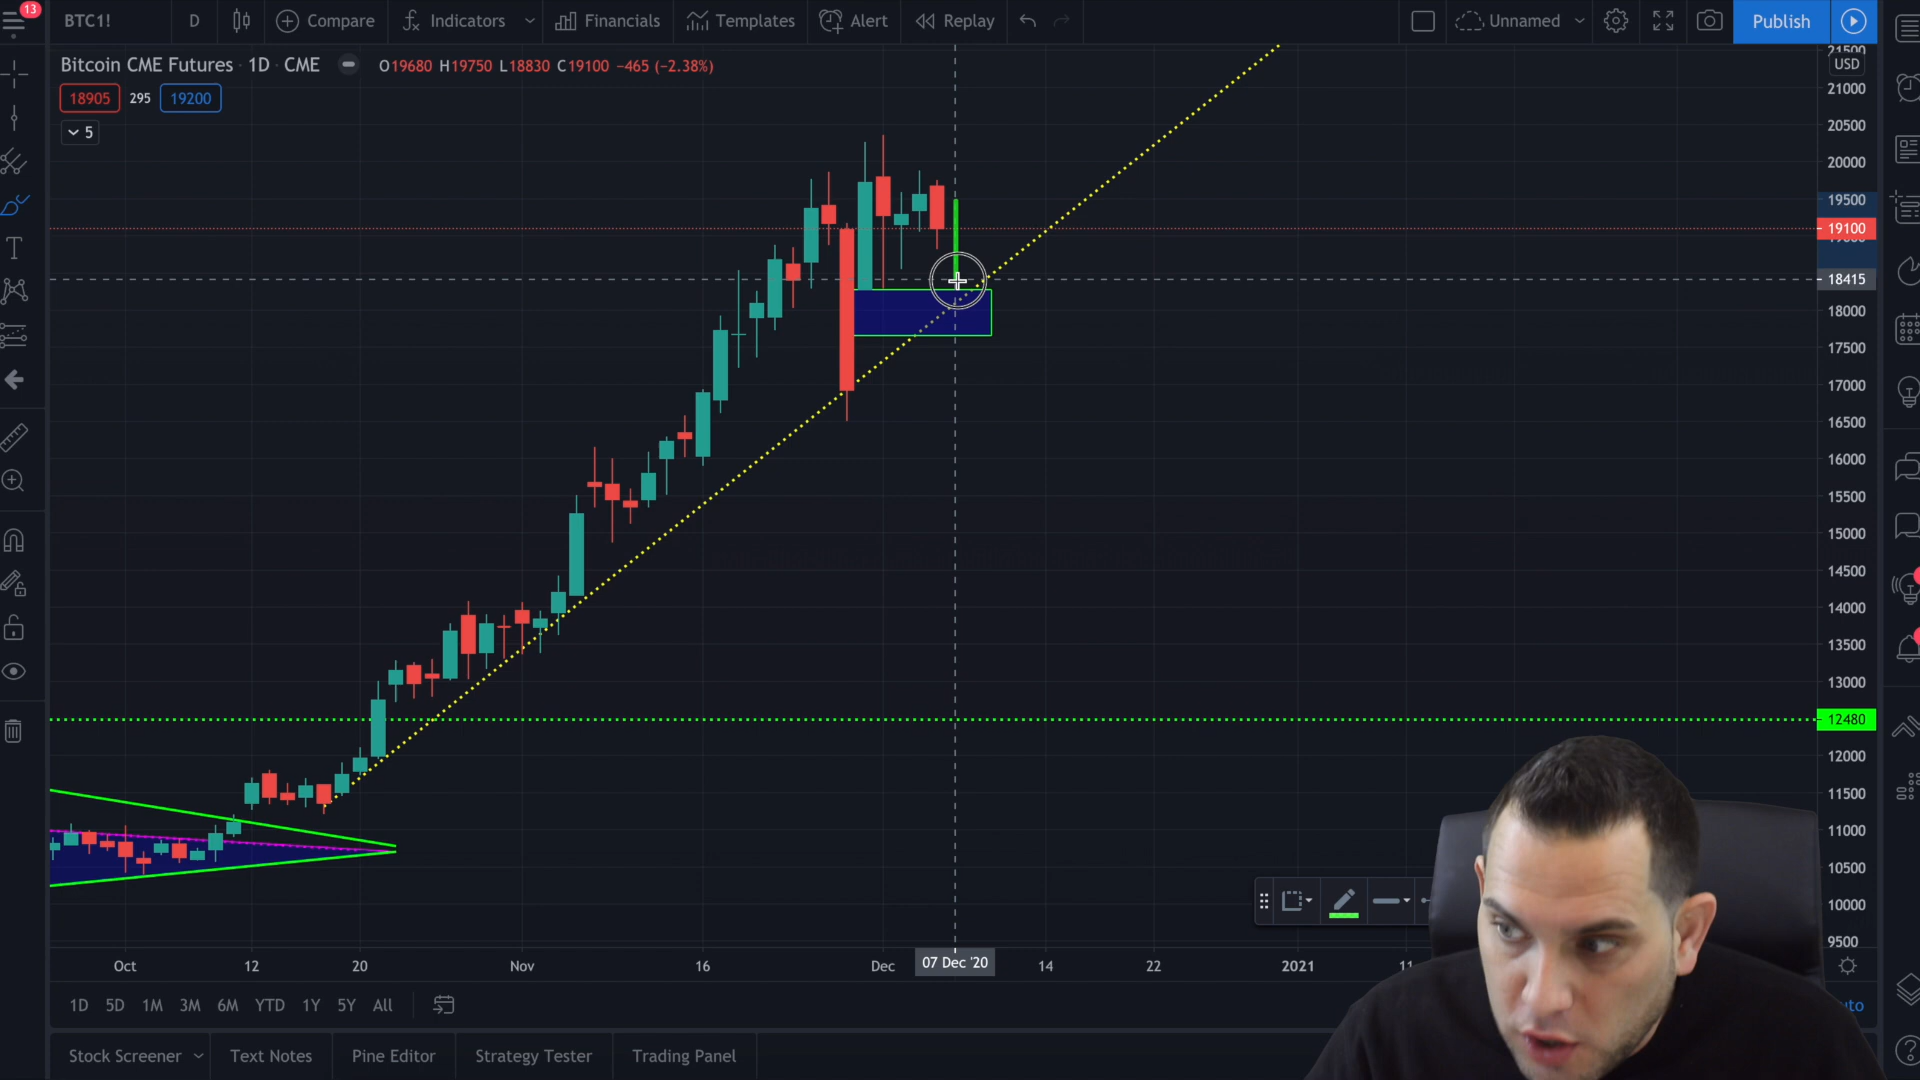 13
BTC1!
D
Compare
Indicators
Financials
Templates
Alert
Replay
Unnamed
Publish
Bitcoin CME Futures · 1D · CME
O19680 H19750 L18830 C19100 −465 (−2.38%)
18905
295
19200
5
21500
USD
21000
20500
20000
19500
19100
18415
18000
17500
17000
16500
16000
15500
15000
14500
14000
13500
13000
12480
12000
11500
11000
10500
10000
9500
Oct
12
20
Nov
16
Dec
07 Dec '20
14
22
2021
11
1D
5D
1M
3M
6M
YTD
1Y
5Y
All
Stock Screener
Text Notes
Pine Editor
Strategy Tester
Trading Panel